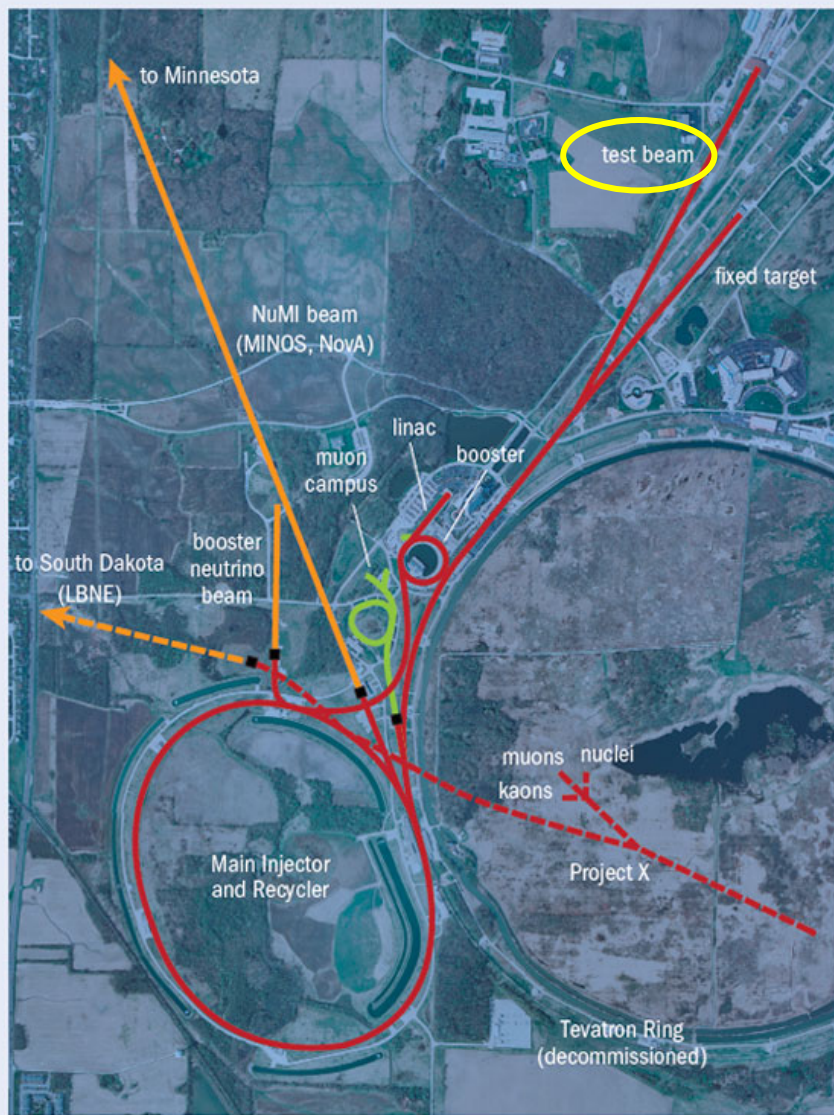 to Minnesota
test beam
fixed target
NuMI beam
(MINOS, NovA)
linac
booster
muon
campus
booster
neutrino
beam
to South Dakota
(LBNE)
muons
nuclei
kaons
Project X
Main Injector
and Recycler
Tevatron Ring
(decommissioned)